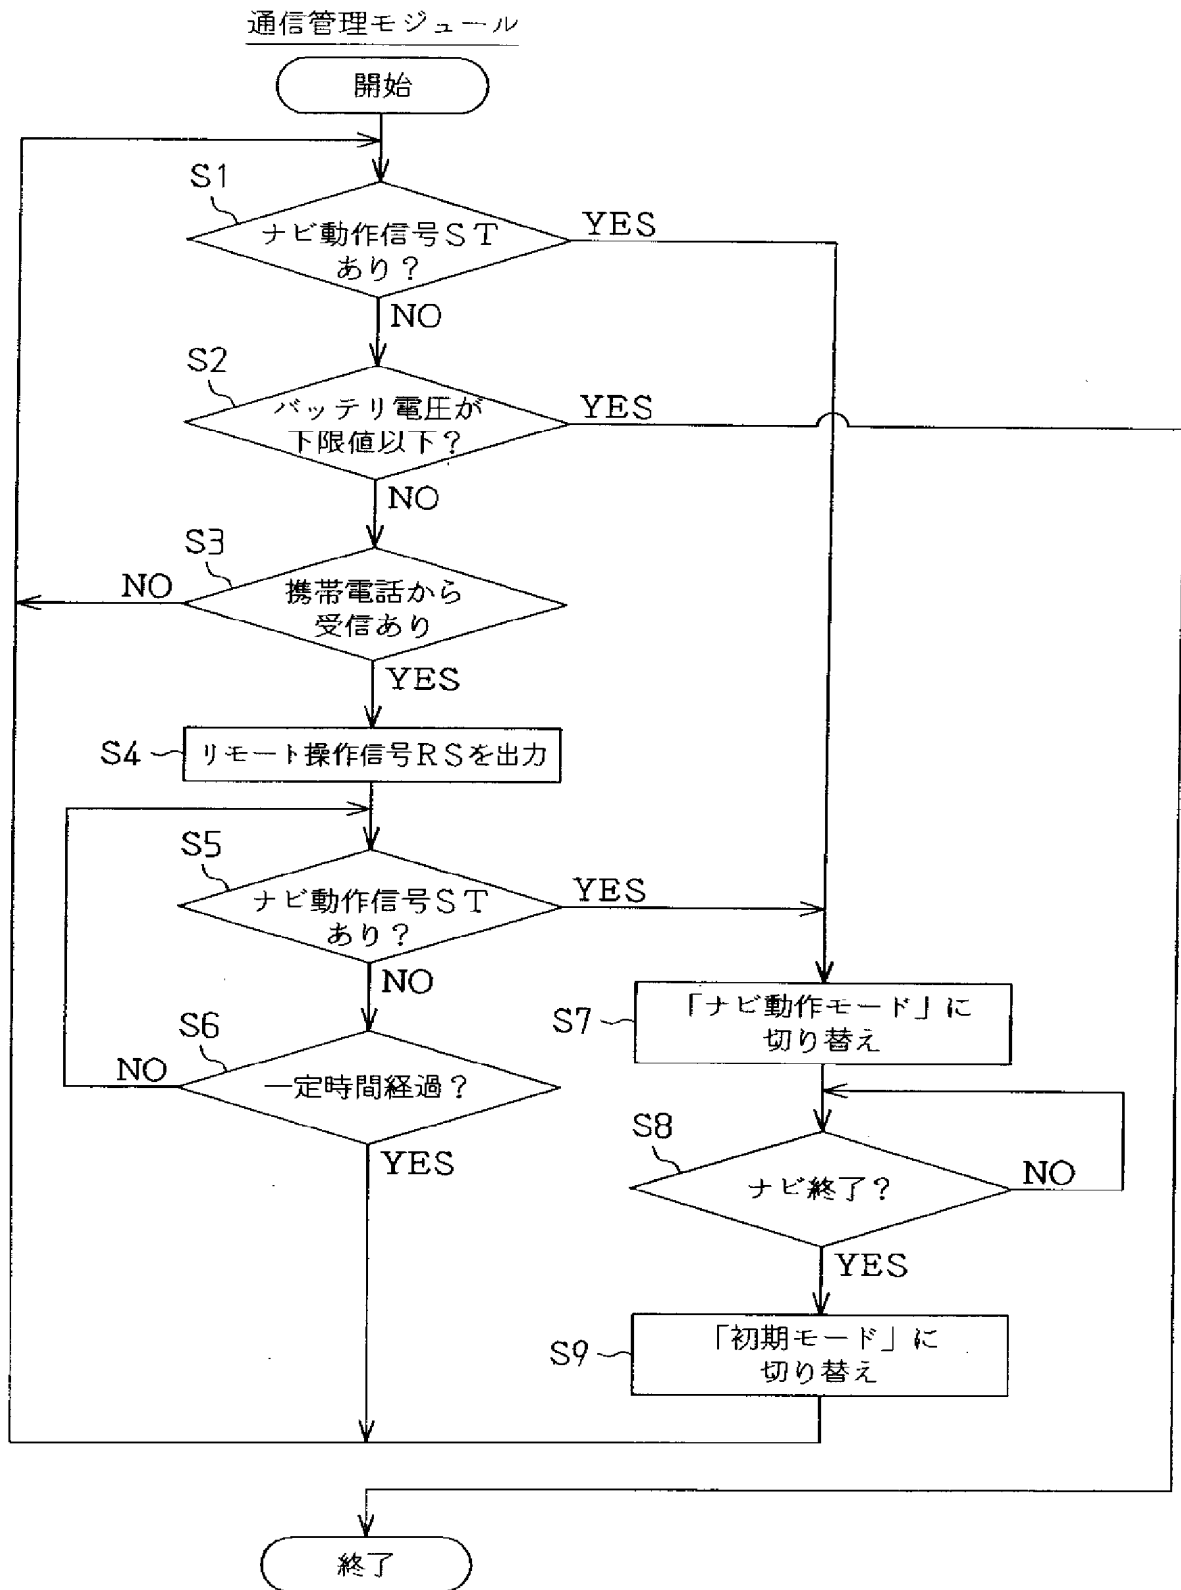 通信管理モジュール
開始
S1
ナビ動作信号ST
あり？
YES
NO
S2
バッテリ電圧が
下限値以下？
YES
NO
S3
携帯電話から
受信あり
NO
YES
S4
リモート操作信号RSを出力
S5
ナビ動作信号ST
あり？
YES
NO
S6
一定時間経過？
NO
YES
S7
「ナビ動作モード」に
切り替え
S8
ナビ終了？
NO
YES
S9
「初期モード」に
切り替え
終了